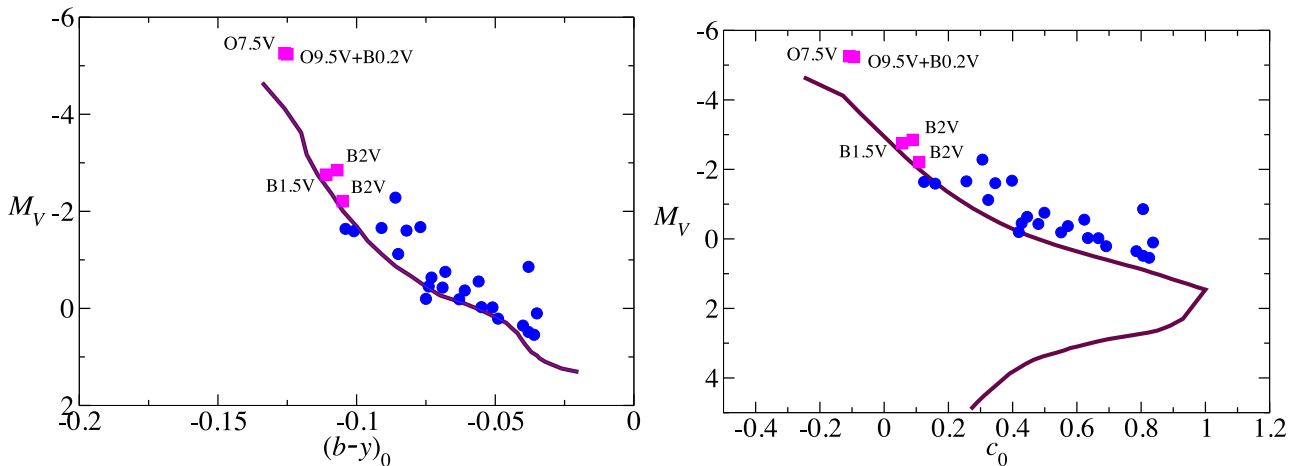 -6
O7.5V
O9.5V+B0.2V
-4
B2V
B1.5V
B2V
-2
M_V
0
2
-0.2 -0.15 -0.1 -0.05 0
(b-y)_0
-6
O7.5V
O9.5V+B0.2V
-4
B2V
B1.5V
B2V
-2
M_V
0
2
4
-0.4 -0.2 0 0.2 0.4 0.6 0.8 1 1.2
c_0